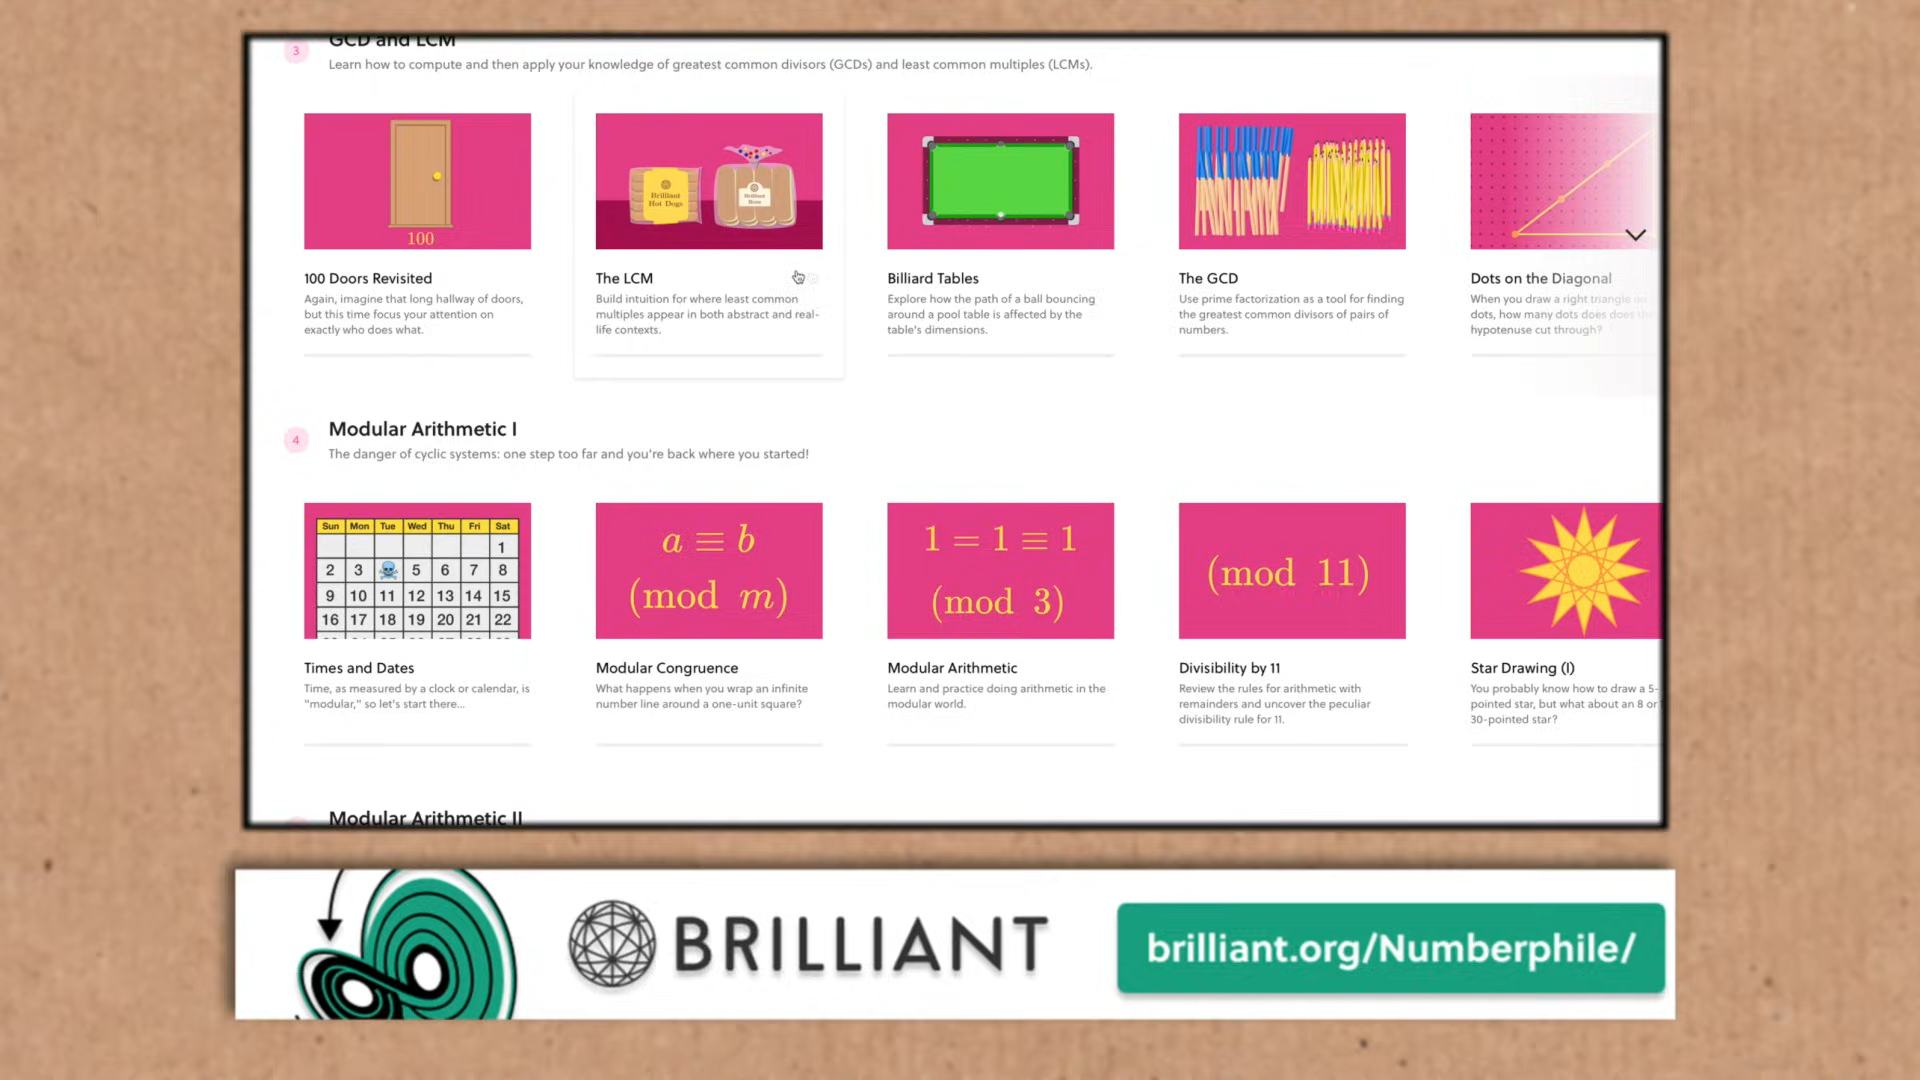 3
GCD and LCM
Learn how to compute and then apply your knowledge of greatest common divisors (GCDs) and least common multiples (LCMs).
100
Brilliant
Hot Dogs
Brilliant
100 Doors Revisited
Again, imagine that long hallway of doors,
but this time focus your attention on
exactly who does what.
The LCM
Build intuition for where least common
multiples appear in both abstract and real-
life contexts.
Billiard Tables
Explore how the path of a ball bouncing
around a pool table is affected by the
table's dimensions.
The GCD
Use prime factorization as a tool for finding
the greatest common divisors of pairs of
numbers.
Dots on the Diagonal
When you draw a right triangle on
dots, how many dots does does the
hypotenuse cut through?
4
Modular Arithmetic I
The danger of cyclic systems: one step too far and you're back where you started!
Sun Mon Tue Wed Thu Fri Sat
1
2 3 5 6 7 8
9 10 11 12 13 14 15
16 17 18 19 20 21 22
a ≡ b
(mod m)
1 = 1 ≡ 1
(mod 3)
(mod 11)
Times and Dates
Time, as measured by a clock or calendar, is
"modular," so let's start there...
Modular Congruence
What happens when you wrap an infinite
number line around a one-unit square?
Modular Arithmetic
Learn and practice doing arithmetic in the
modular world.
Divisibility by 11
Review the rules for arithmetic with
remainders and uncover the peculiar
divisibility rule for 11.
Star Drawing (I)
You probably know how to draw a 5-
pointed star, but what about an 8 or
30-pointed star?
Modular Arithmetic II
BRILLIANT
brilliant.org/Numberphile/